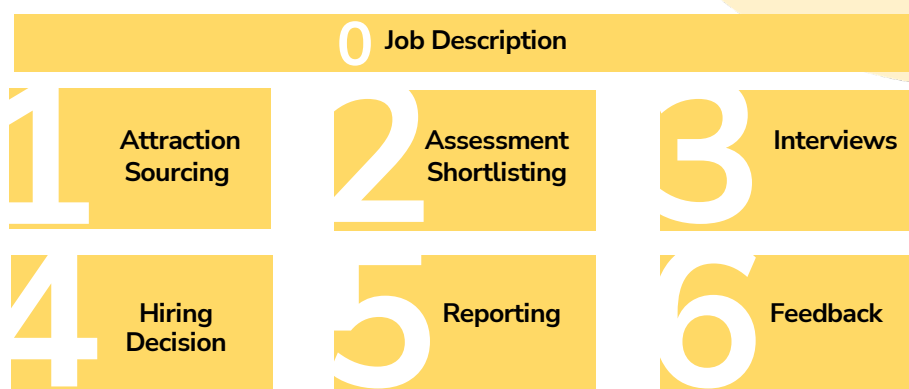 0 Job Description
1
Attraction
Sourcing
2
Assessment
Shortlisting
3
Interviews
4
Hiring
Decision
5
Reporting
6
Feedback